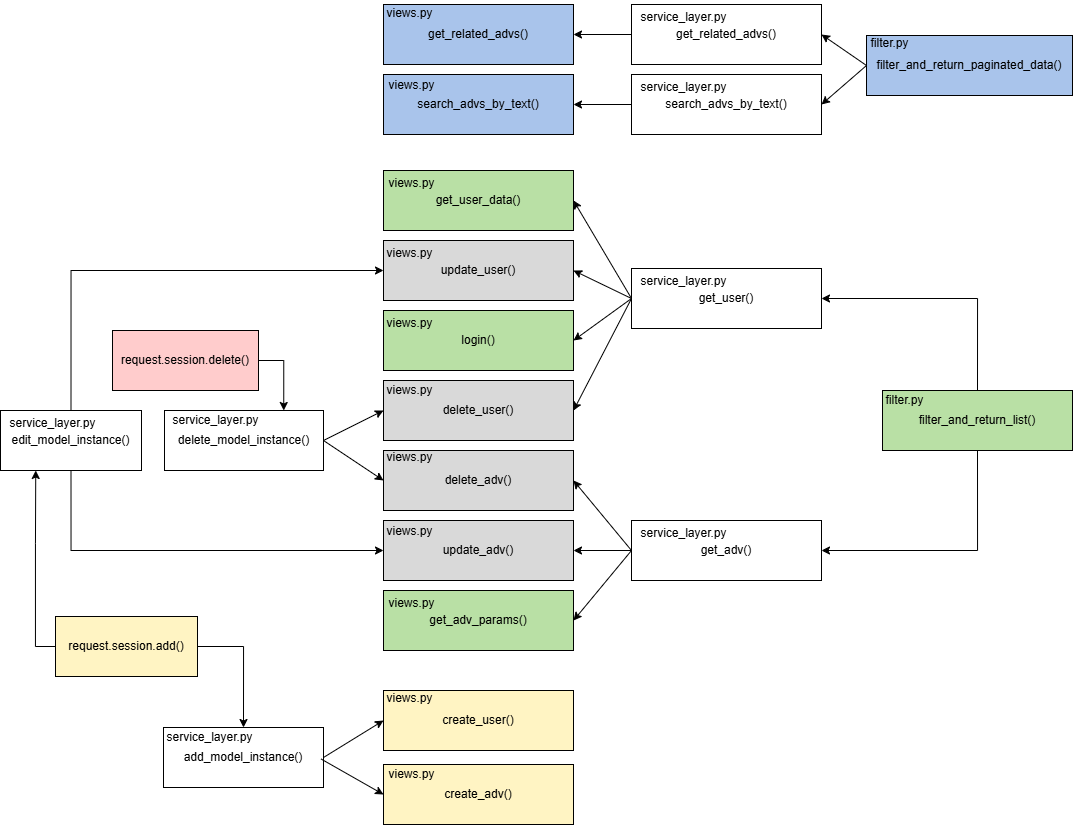 views.py
get_related_advs()
service_layer.py
get_related_advs()
filter.py
filter_and_return_paginated_data()
views.py
search_advs_by_text()
service_layer.py
search_advs_by_text()
views.py
get_user_data()
views.py
update_user()
service_layer.py
get_user()
views.py
login()
request.session.delete()
views.py
delete_user()
filter.py
filter_and_return_list()
service_layer.py
edit_model_instance()
service_layer.py
delete_model_instance()
views.py
delete_adv()
views.py
update_adv()
service_layer.py
get_adv()
views.py
get_adv_params()
request.session.add()
views.py
create_user()
service_layer.py
add_model_instance()
views.py
create_adv()